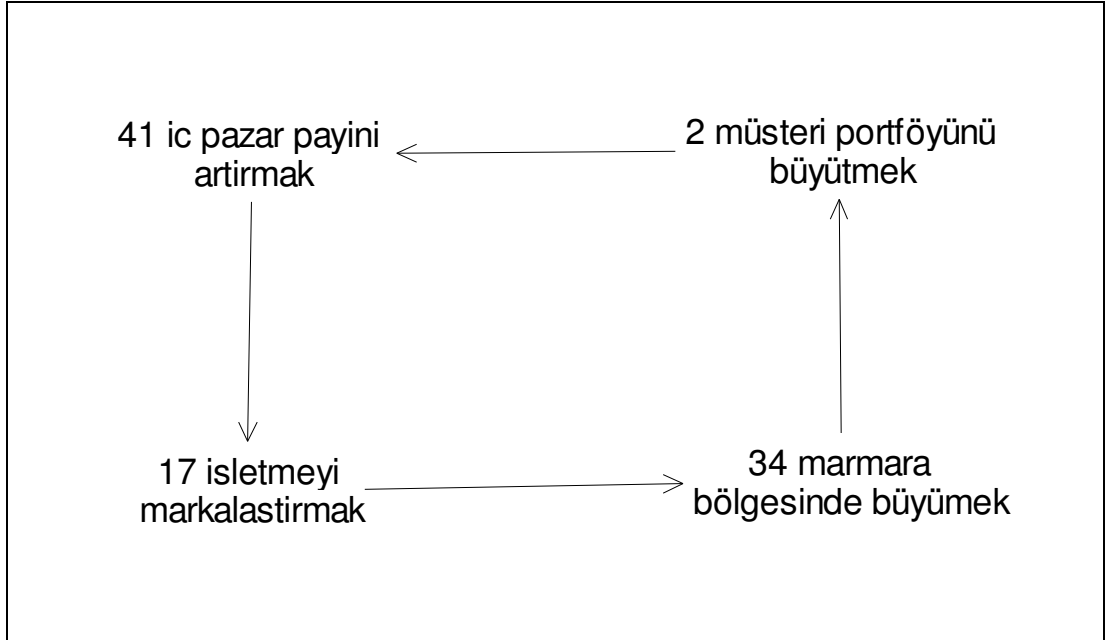 41 ic pazar payini
artirmak
2 müsteri portföyünü
büyütmek
17 isletmeyi
markalastirmak
34 marmara
bölgesinde büyümek